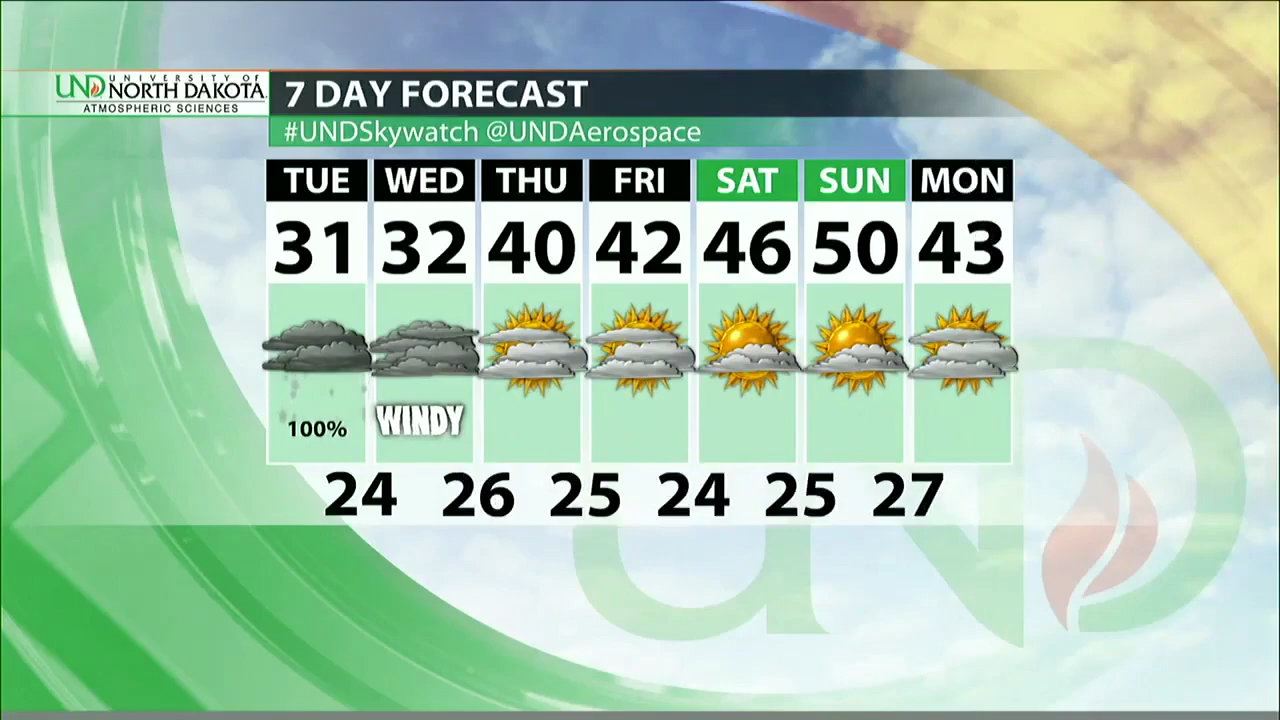 UND UNIVERSITY OF
NORTH DAKOTA
ATMOSPHERIC SCIENCES
7 DAY FORECAST
#UNDSkywatch @UNDAerospace
TUE WED THU FRI SAT SUN MON
31 32 40 42 46 50 43
100% WINDY
24 26 25 24 25 27
UND